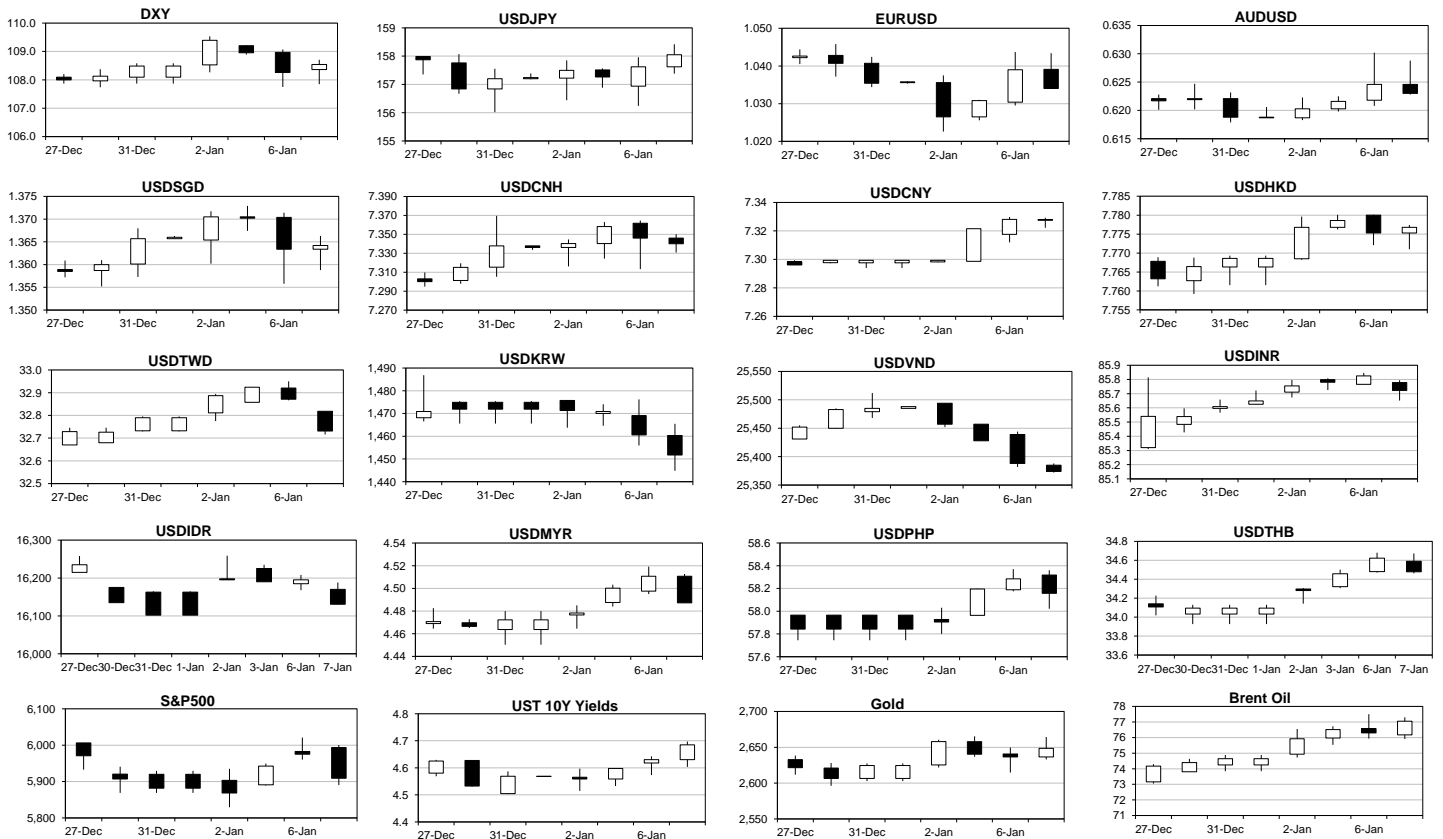 DXY
110.0
109.0
108.0
107.0
106.0
27-Dec 31-Dec 2-Jan 6-Jan
USDJPY
159
158
157
156
155
27-Dec 31-Dec 2-Jan 6-Jan
EURUSD
1.050
1.040
1.030
1.020
27-Dec 31-Dec 2-Jan 6-Jan
AUDUSD
0.635
0.630
0.625
0.620
0.615
27-Dec 31-Dec 2-Jan 6-Jan
USDSGD
1.375
1.370
1.365
1.360
1.355
1.350
27-Dec 31-Dec 2-Jan 6-Jan
USDCNH
7.390
7.370
7.350
7.330
7.310
7.290
7.270
27-Dec 31-Dec 2-Jan 6-Jan
USDCNY
7.34
7.32
7.30
7.28
7.26
27-Dec 31-Dec 2-Jan 6-Jan
USDHKD
7.785
7.780
7.775
7.770
7.765
7.760
7.755
27-Dec 31-Dec 2-Jan 6-Jan
USDTWD
33.0
32.9
32.8
32.7
32.6
32.5
27-Dec 31-Dec 2-Jan 6-Jan
USDKRW
1,490
1,480
1,470
1,460
1,450
1,440
27-Dec 31-Dec 2-Jan 6-Jan
USDVND
25,550
25,500
25,450
25,400
25,350
27-Dec 31-Dec 2-Jan 6-Jan
USDINR
85.9
85.8
85.7
85.6
85.5
85.4
85.3
85.2
85.1
27-Dec 31-Dec 2-Jan 6-Jan
USDIDR
16,300
16,200
16,100
16,000
27-Dec 30-Dec 31-Dec 1-Jan 2-Jan 3-Jan 6-Jan 7-Jan
USDMYR
4.54
4.52
4.50
4.48
4.46
4.44
27-Dec 31-Dec 2-Jan 6-Jan
USDPHP
58.6
58.4
58.2
58.0
57.8
57.6
27-Dec 31-Dec 2-Jan 6-Jan
USDTHB
34.8
34.6
34.4
34.2
34.0
33.8
33.6
27-Dec 30-Dec 31-Dec 1-Jan 2-Jan 3-Jan 6-Jan 7-Jan
S&P500
6,100
6,000
5,900
5,800
27-Dec 31-Dec 2-Jan 6-Jan
UST 10Y Yields
4.8
4.7
4.6
4.5
4.4
27-Dec 31-Dec 2-Jan 6-Jan
Gold
2,700
2,650
2,600
2,550
27-Dec 31-Dec 2-Jan 6-Jan
Brent Oil
78
77
76
75
74
73
72
71
27-Dec 31-Dec 2-Jan 6-Jan